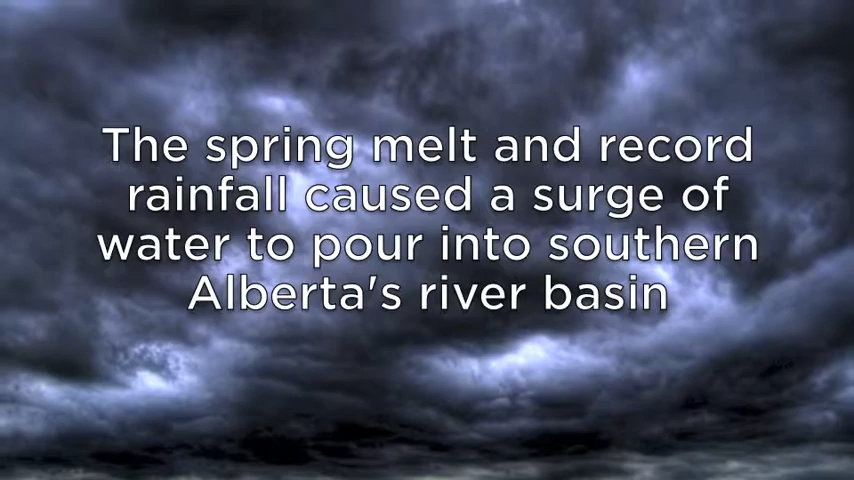 The spring melt and record
rainfall caused a surge of
water to pour into southern
Alberta's river basin